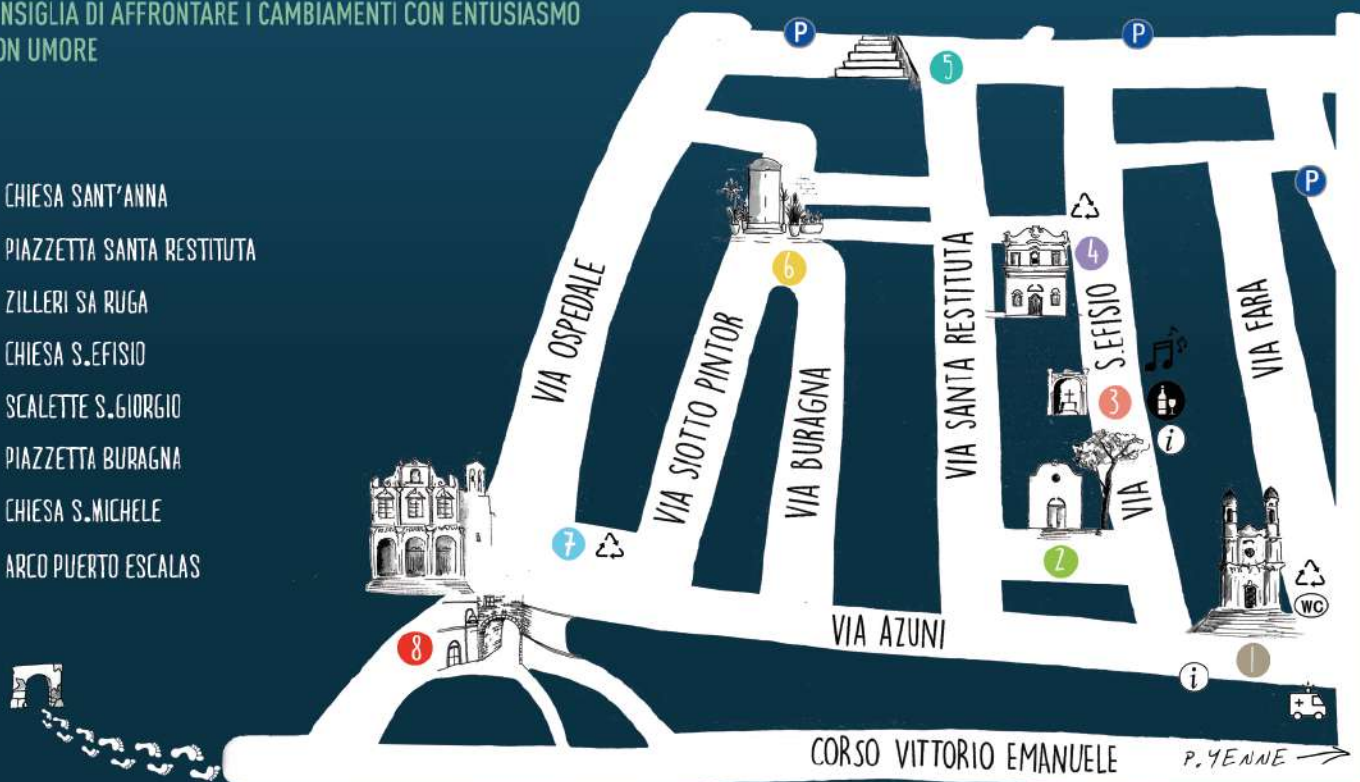 NSIGLIA DI AFFRONTARE I CAMBIAMENTI CON ENTUSIASMO
ON UMORE
CHIESA SANT'ANNA
PIAZZETTA SANTA RESTITUTA
ZILLERI SA RUGA
CHIESA S.EFISIO
SCALETTE S.GIORGIO
PIAZZETTA BURAGNA
CHIESA S.MICHELE
ARCO PUERTO ESCALAS
P
P
5
P
6
4
VIA OSPEDALE
VIA SIOTTO PINTOR
VIA BURAGNA
VIA SANTA RESTITUTA
VIA S.EFISIO
VIA FARA
3
i
7
2
WC
8
VIA AZUNI
1
i
CORSO VITTORIO EMANUELE
P. YENNE